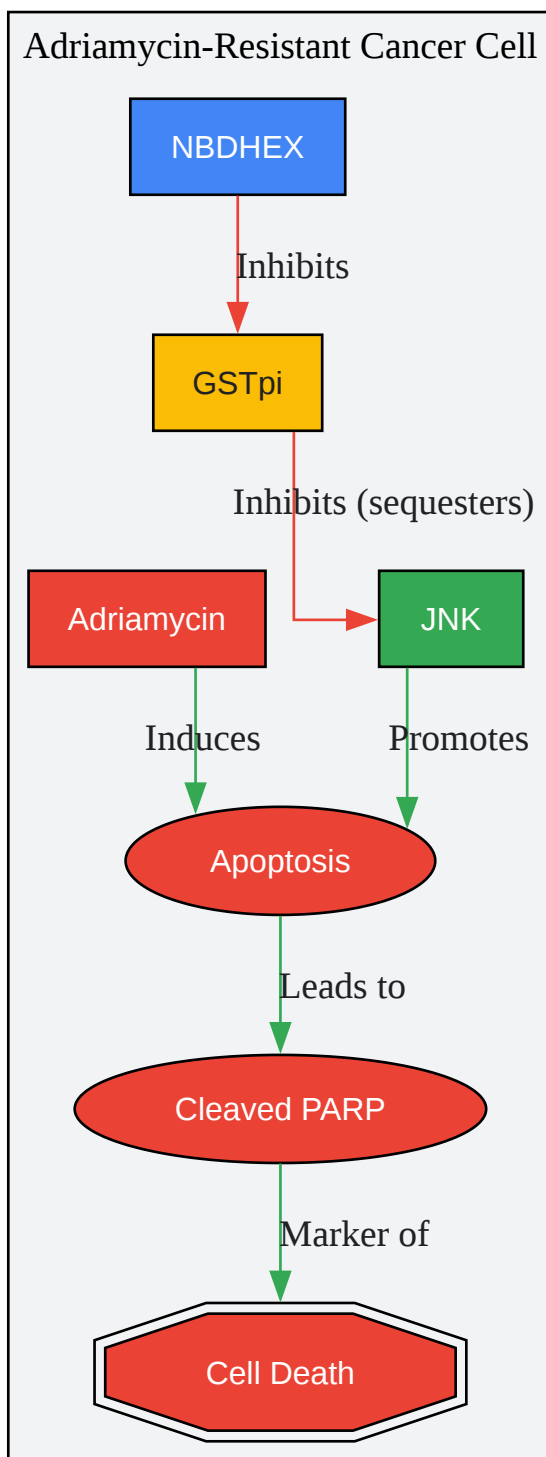 Adriamycin-Resistant Cancer Cell
NBDHEX
Inhibits
GSTpi
Inhibits (sequesters)
Adriamycin
JNK
Induces
Promotes
Apoptosis
Leads to
Cleaved PARP
Marker of
Cell Death